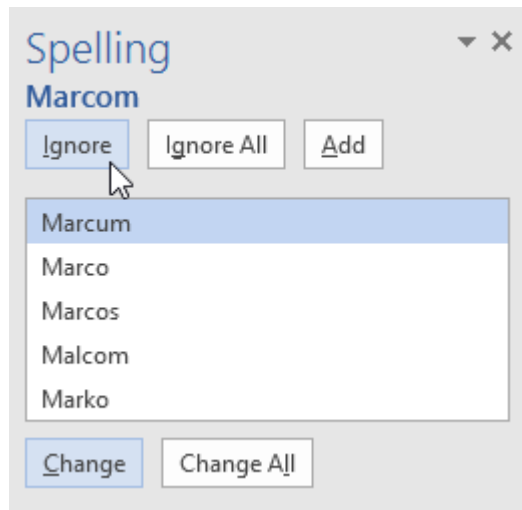 Spelling
Marcom
Ignore Ignore All Add
Marcum
Marco
Marcos
Malcom
Marko
Change Change All